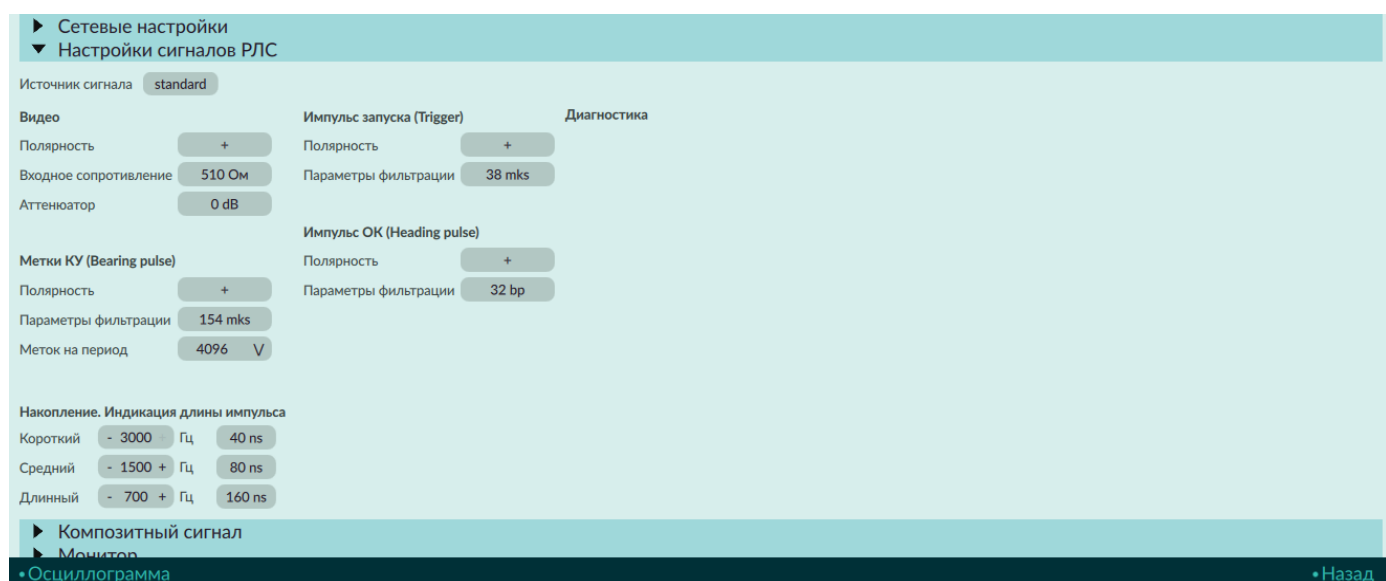 Сетевые настройки
Настройки сигналов РЛС
Источник сигнала standard
Видео
Полярность +
Входное сопротивление 510 Ом
Аттенюатор 0 dB
Метки КУ (Bearing pulse)
Полярность +
Параметры фильтрации 154 mks
Меток на период 4096 V
Импульс запуска (Trigger)
Полярность +
Параметры фильтрации 38 mks
Импульс ОК (Heading pulse)
Полярность +
Параметры фильтрации 32 bp
Диагностика
Накопление. Индикация длины импульса
Короткий - 3000 + Гц 40 ns
Средний - 1500 + Гц 80 ns
Длинный - 700 + Гц 160 ns
Композитный сигнал
Монитор
•Осциллограмма •Назад